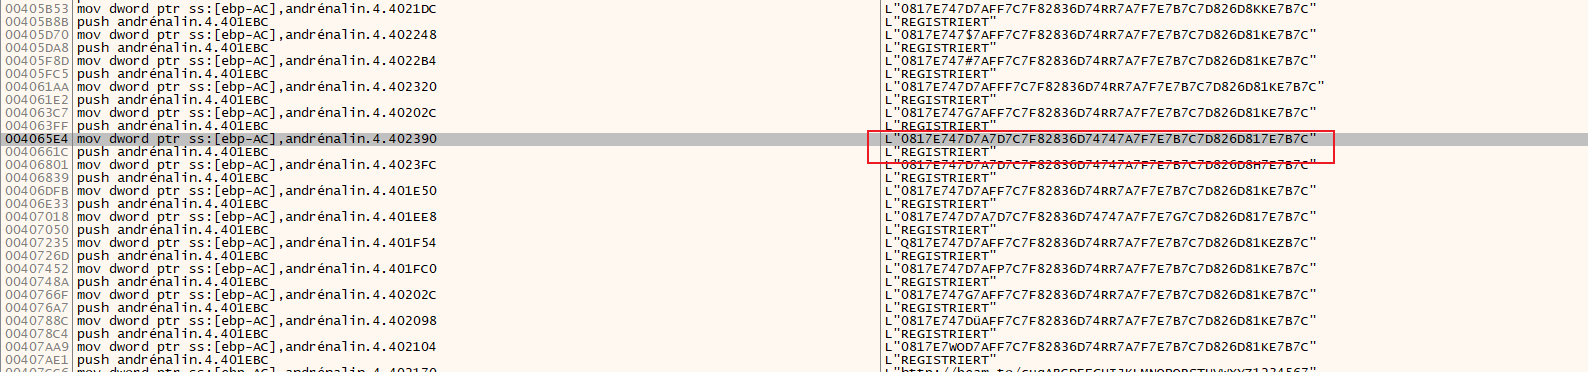 00405B53 mov dword ptr ss:[ebp-AC],andrénalin.4.4021DC L"0817E747D7AFF7C7F82836D74RR7A7F7E7B7C7D826D8KKE7B7C"
00405B8B push andrénalin.4.401EBC L"REGISTRIERT"
00405D70 mov dword ptr ss:[ebp-AC],andrénalin.4.402248 L"0817E747$7AFF7C7F82836D74RR7A7F7E7B7C7D826D81KE7B7C"
00405DA8 push andrénalin.4.401EBC L"REGISTRIERT"
00405F8D mov dword ptr ss:[ebp-AC],andrénalin.4.4022B4 L"0817E747#7AFF7C7F82836D74RR7A7F7E7B7C7D826D81KE7B7C"
00405FC5 push andrénalin.4.401EBC L"REGISTRIERT"
004061AA mov dword ptr ss:[ebp-AC],andrénalin.4.402320 L"0817E747D7AFFF7C7F82836D74RR7A7F7E7B7C7D826D81KE7B7C"
004061E2 push andrénalin.4.401EBC L"REGISTRIERT"
004063C7 mov dword ptr ss:[ebp-AC],andrénalin.4.40202C L"0817E747G7AFF7C7F82836D74RR7A7F7E7B7C7D826D81KE7B7C"
004063FF push andrénalin.4.401EBC L"REGISTRIERT"
004065E4 mov dword ptr ss:[ebp-AC],andrénalin.4.402390 L"0817E747D7A7D7C7F82836D74747A7F7E7B7C7D826D817E7B7C"
0040661C push andrénalin.4.401EBC L"REGISTRIERT"
00406801 mov dword ptr ss:[ebp-AC],andrénalin.4.4023FC L"0817E747D7A7D7C7F82836D74747A7F7E7B7C7D826D8H7E7B7C"
00406839 push andrénalin.4.401EBC L"REGISTRIERT"
00406DFB mov dword ptr ss:[ebp-AC],andrénalin.4.401E50 L"0817E747D7AFF7C7F82836D74RR7A7F7E7B7C7D826D81KE7B7C"
00406E33 push andrénalin.4.401EBC L"REGISTRIERT"
00407018 mov dword ptr ss:[ebp-AC],andrénalin.4.401EE8 L"0817E747D7A7D7C7F82836D74747A7F7E7G7C7D826D817E7B7C"
00407050 push andrénalin.4.401EBC L"REGISTRIERT"
00407235 mov dword ptr ss:[ebp-AC],andrénalin.4.401F54 L"Q817E747D7AFF7C7F82836D74RR7A7F7E7B7C7D826D81KEZB7C"
0040726D push andrénalin.4.401EBC L"REGISTRIERT"
00407452 mov dword ptr ss:[ebp-AC],andrénalin.4.401FC0 L"0817E747D7AFP7C7F82836D74RR7A7F7E7B7C7D826D81KE7B7C"
0040748A push andrénalin.4.401EBC L"REGISTRIERT"
0040766F mov dword ptr ss:[ebp-AC],andrénalin.4.40202C L"0817E747G7AFF7C7F82836D74RR7A7F7E7B7C7D826D81KE7B7C"
004076A7 push andrénalin.4.401EBC L"REGISTRIERT"
0040788C mov dword ptr ss:[ebp-AC],andrénalin.4.402098 L"0817E747DüAFF7C7F82836D74RR7A7F7E7B7C7D826D81KE7B7C"
004078C4 push andrénalin.4.401EBC L"REGISTRIERT"
00407AA9 mov dword ptr ss:[ebp-AC],andrénalin.4.402104 L"0817E7WOD7AFF7C7F82836D74RR7A7F7E7B7C7D826D81KE7B7C"
00407AE1 push andrénalin.4.401EBC L"REGISTRIERT"
mov dword ptr ss:[ebp-AC],andrénalin.4.402170